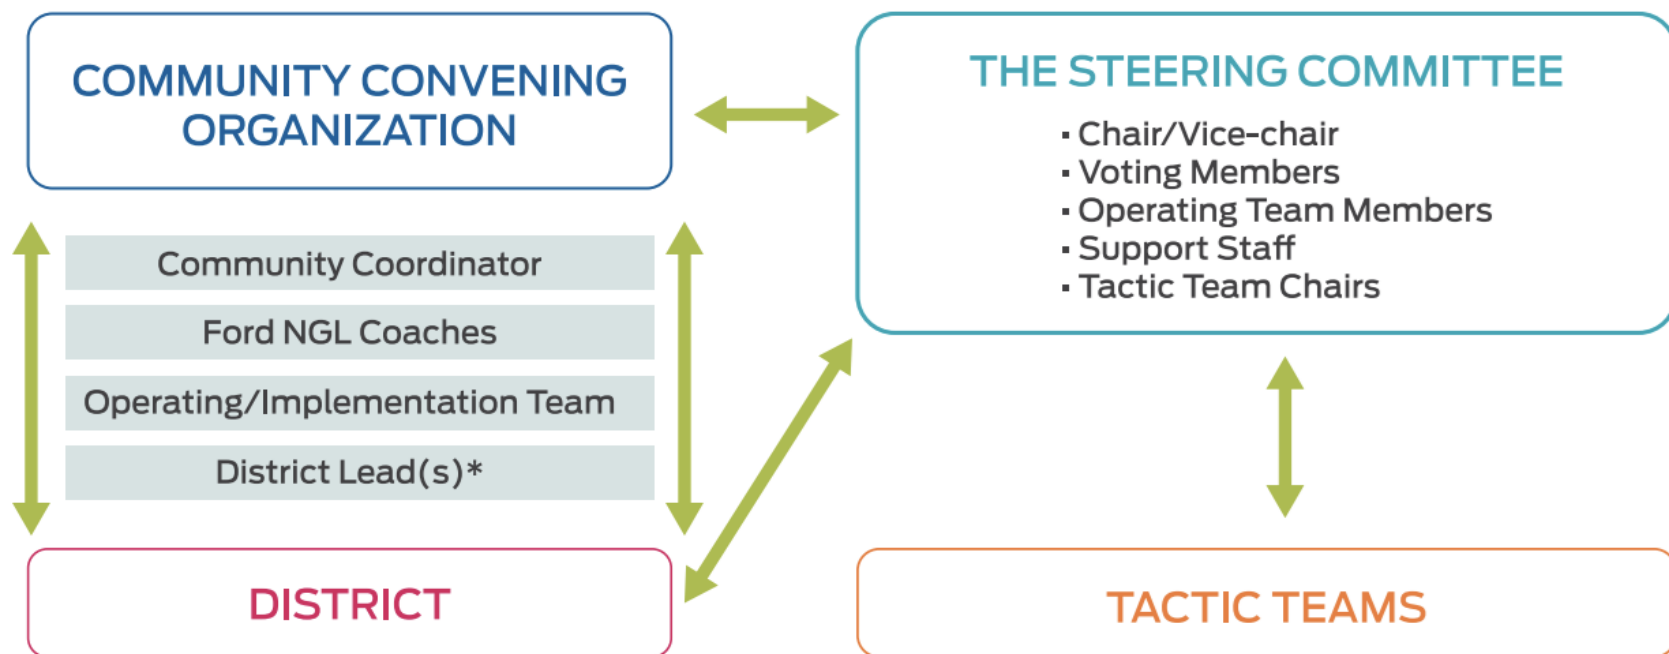 COMMUNITY CONVENING
ORGANIZATION
Community Coordinator
Ford NGL Coaches
Operating/Implementation Team
District Lead(s)*
DISTRICT
THE STEERING COMMITTEE
▪ Chair/Vice-chair
▪ Voting Members
▪ Operating Team Members
▪ Support Staff
▪ Tactic Team Chairs
TACTIC TEAMS